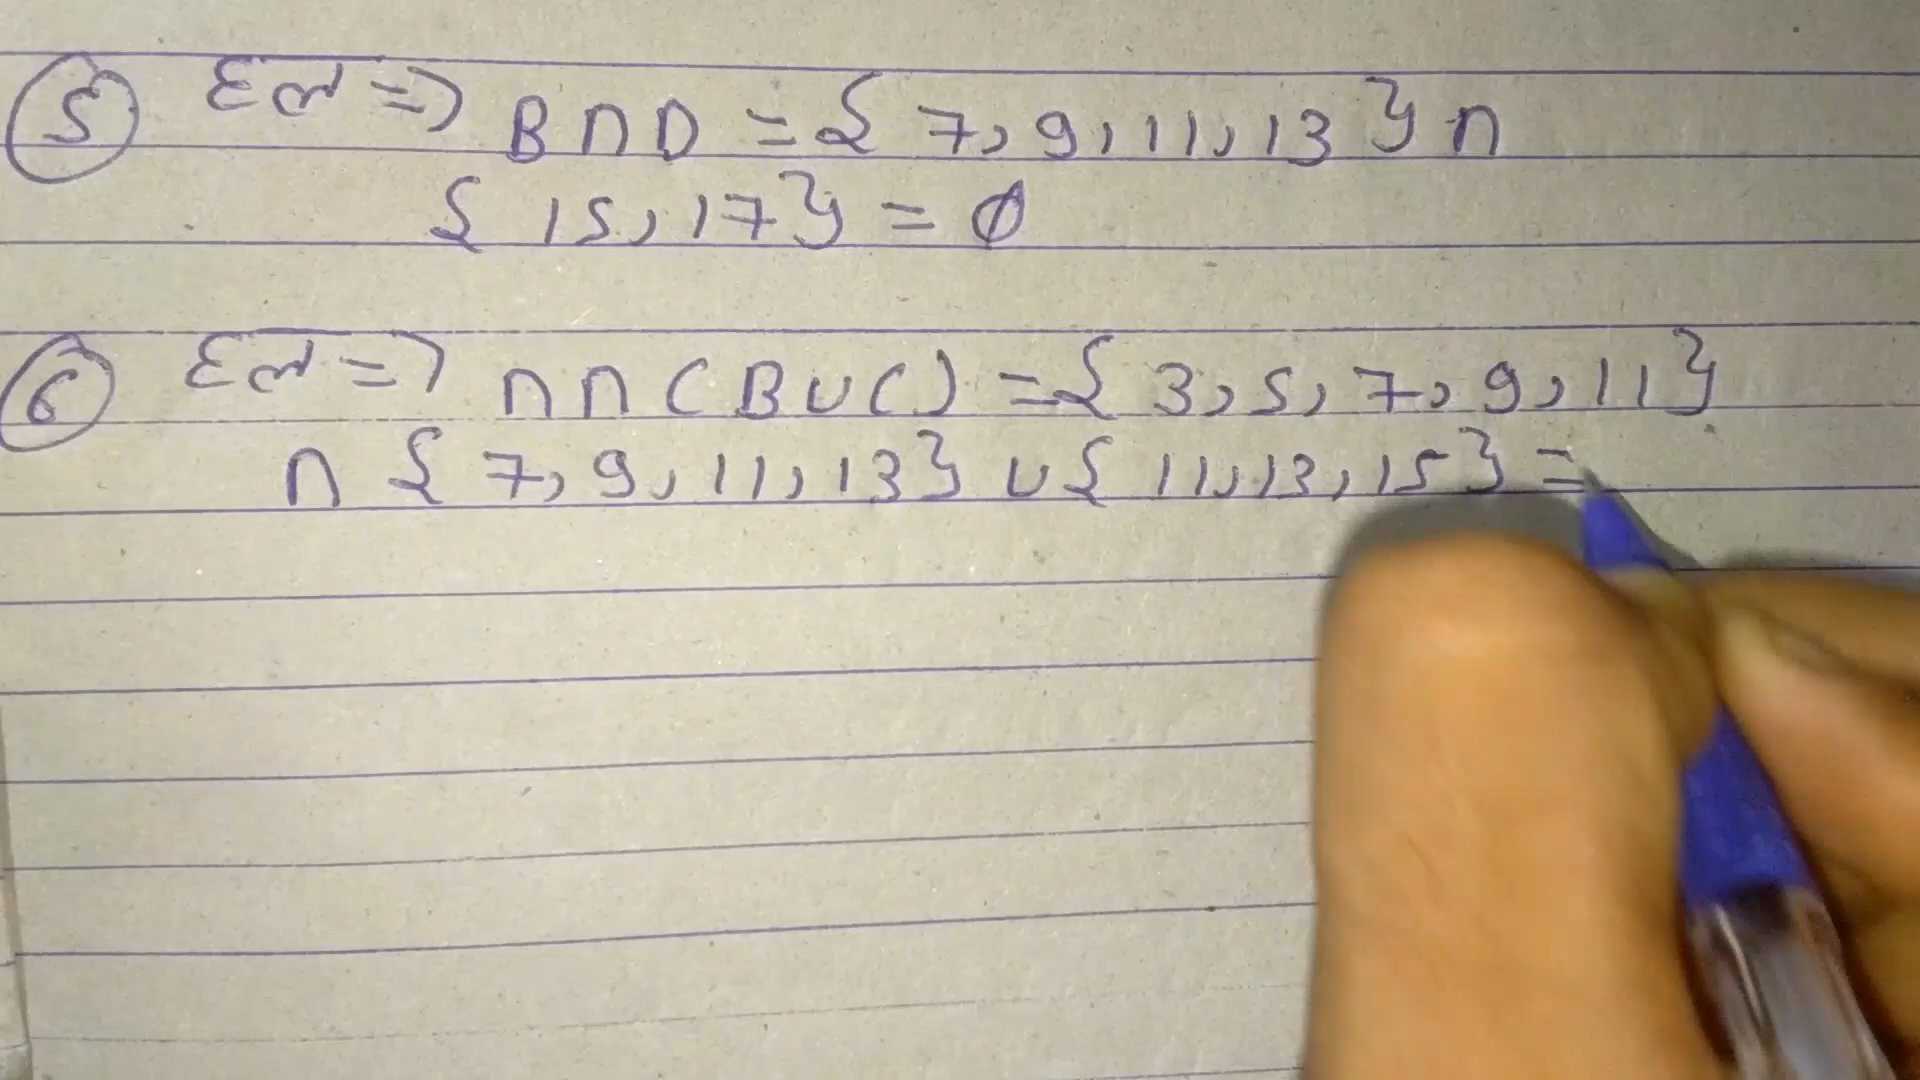 5 हल => B ∩ D = { 7, 9, 11, 13 } ∩
{ 15, 17 } = ϕ
6 हल => ∩ ∩ ( B ∪ C ) = { 3, 5, 7, 9, 11 }
∩ { 7, 9, 11, 13 } ∪ { 11, 13, 15 } =